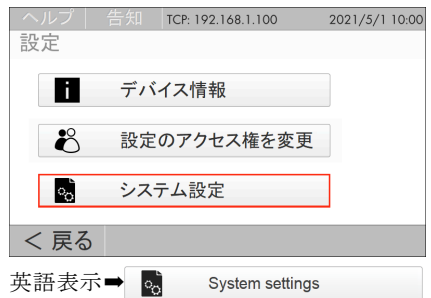 ヘルプ 告知 TCP: 192.168.1.100 2021/5/1 10:00
設定
デバイス情報
設定のアクセス権を変更
システム設定
< 戻る
英語表示➡ System settings